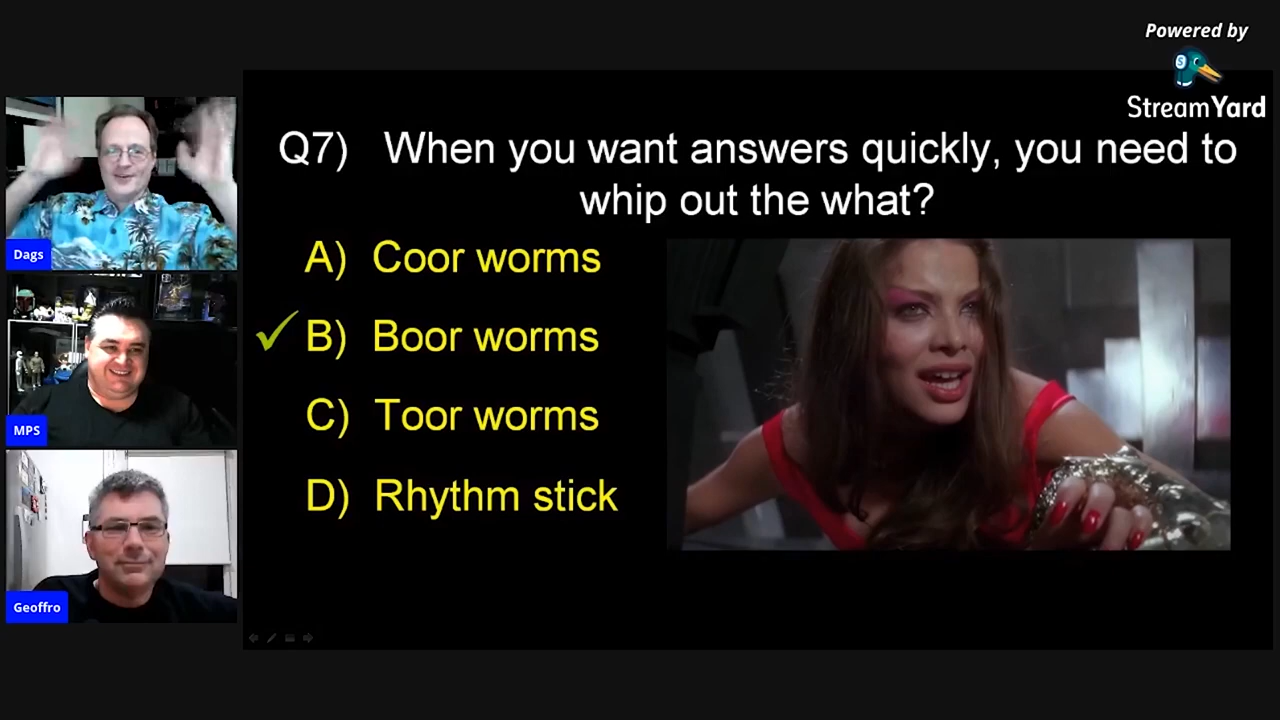 Powered by
StreamYard
Q7) When you want answers quickly, you need to
whip out the what?
A) Coor worms
B) Boor worms
C) Toor worms
D) Rhythm stick
Dags
MPS
Geoffro